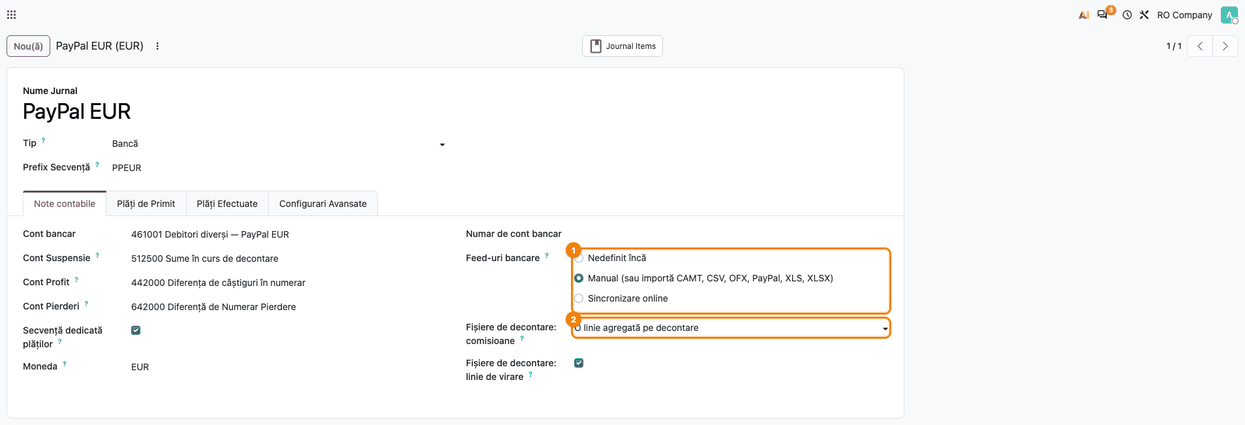 AI
3
RO Company
A
Nou(ă)
PayPal EUR (EUR)
Journal Items
1 / 1
Nume Jurnal
PayPal EUR
Tip ?
Bancă
Prefix Secvență ?
PPEUR
Note contabile
Plăți de Primit
Plăți Efectuate
Configurari Avansate
Cont bancar
461001 Debitori diverși — PayPal EUR
Cont Suspensie ?
512500 Sume în curs de decontare
Cont Profit ?
442000 Diferența de câștiguri în numerar
Cont Pierderi ?
642000 Diferență de Numerar Pierdere
Secvență dedicată
plăților ?
Moneda ?
EUR
Numar de cont bancar
Feed-uri bancare ?
1
Nedefinit încă
Manual (sau importă CAMT, CSV, OFX, PayPal, XLS, XLSX)
Sincronizare online
2
Fișiere de decontare:
comisioane ?
O linie agregată pe decontare
Fișiere de decontare:
linie de virare ?